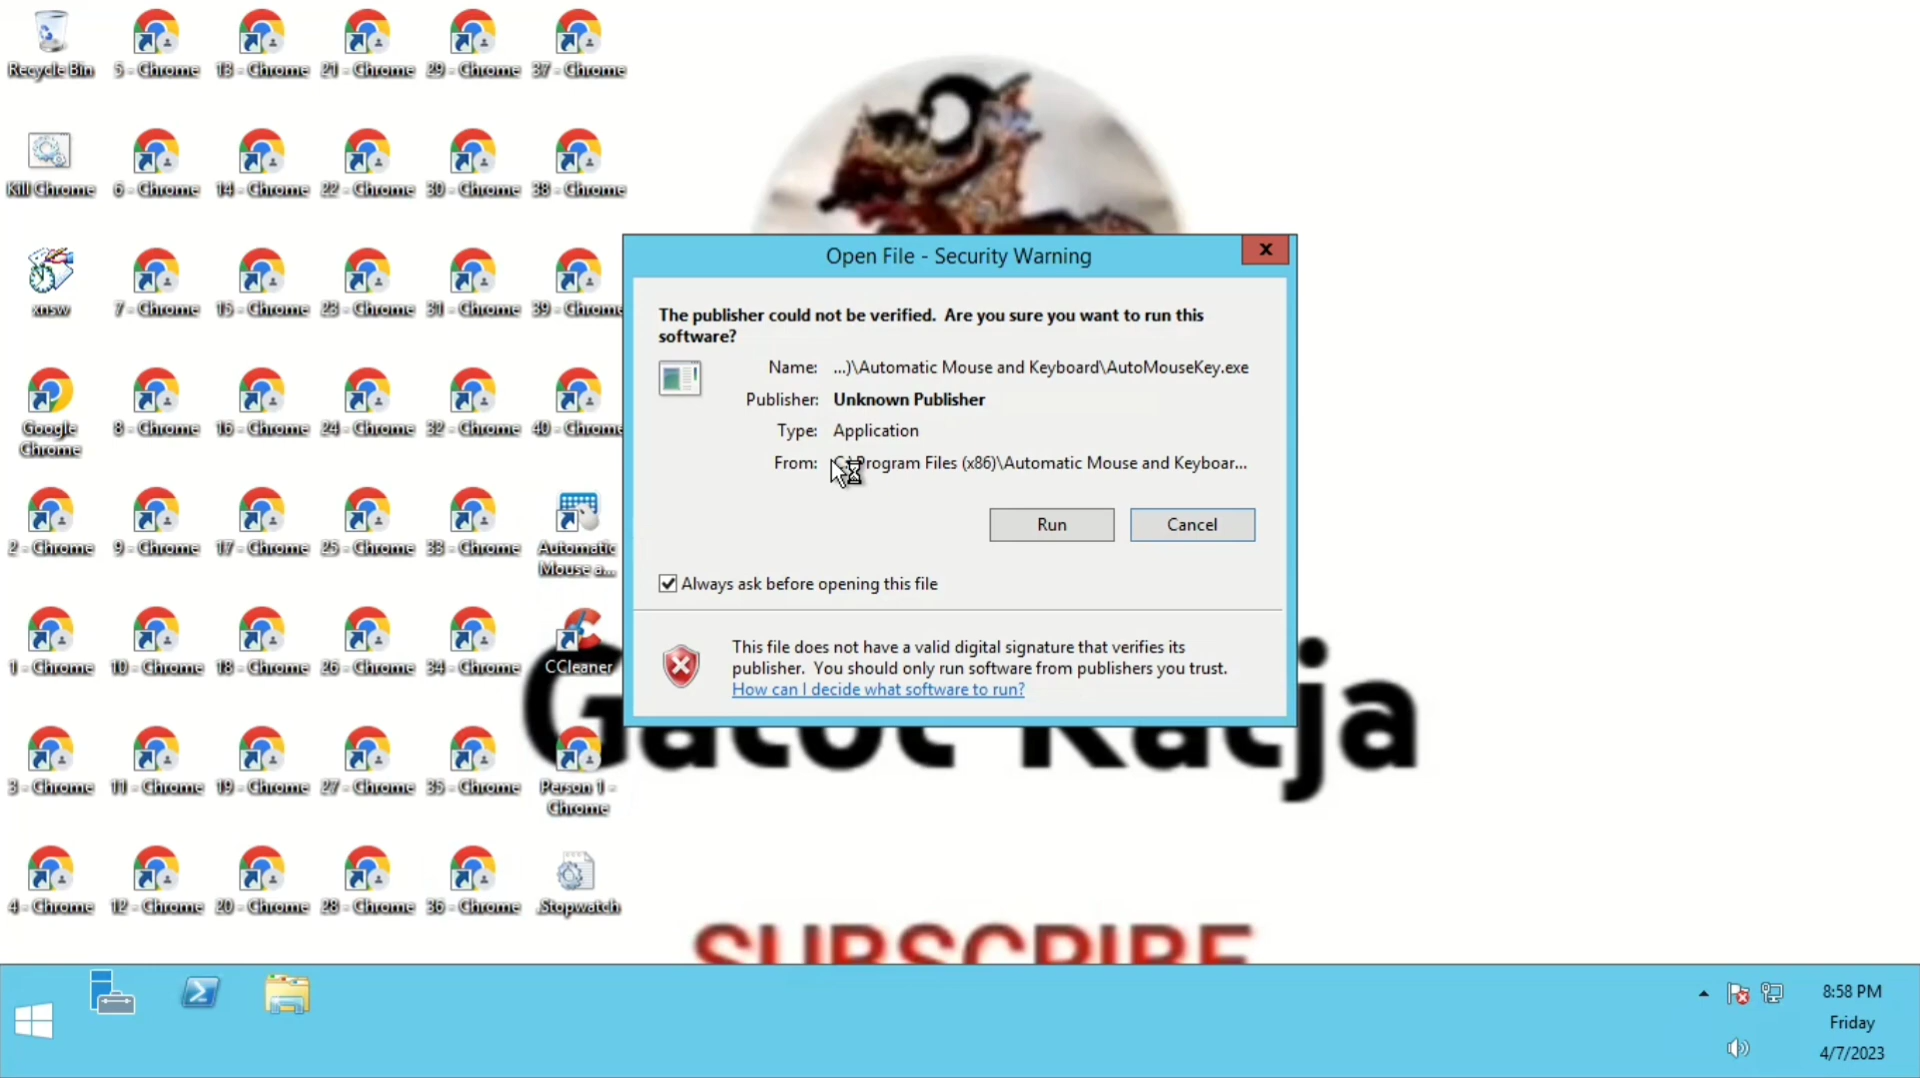 Recycle Bin
5 - Chrome
13 - Chrome
21 - Chrome
29 - Chrome
37 - Chrome
Kill Chrome
6 - Chrome
14 - Chrome
22 - Chrome
30 - Chrome
38 - Chrome
xnsw
7 - Chrome
15 - Chrome
23 - Chrome
31 - Chrome
39 - Chrome
Google
Chrome
8 - Chrome
16 - Chrome
24 - Chrome
32 - Chrome
40 - Chrome
2 - Chrome
9 - Chrome
17 - Chrome
25 - Chrome
33 - Chrome
Automatic
Mouse a...
1 - Chrome
10 - Chrome
18 - Chrome
26 - Chrome
34 - Chrome
CCleaner
3 - Chrome
11 - Chrome
19 - Chrome
27 - Chrome
35 - Chrome
Person 1 -
Chrome
4 - Chrome
12 - Chrome
20 - Chrome
28 - Chrome
36 - Chrome
.Stopwatch
Open File - Security Warning
X
The publisher could not be verified. Are you sure you want to run this
software?
Name: ...)\Automatic Mouse and Keyboard\AutoMouseKey.exe
Publisher: Unknown Publisher
Type: Application
From: C:\Program Files (x86)\Automatic Mouse and Keyboar...
Run
Cancel
Always ask before opening this file
This file does not have a valid digital signature that verifies its
publisher. You should only run software from publishers you trust.
How can I decide what software to run?
Gatot Katja
SUBSCRIBE
8:58 PM
Friday
4/7/2023